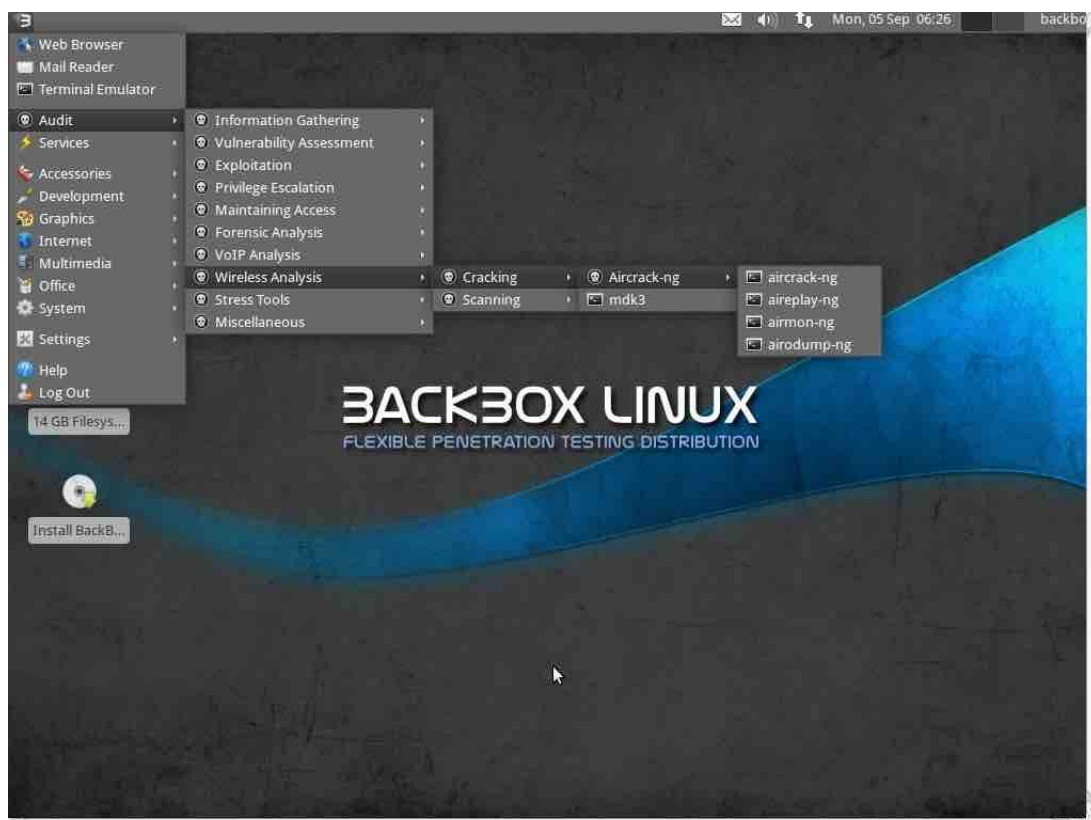 Mon, 05 Sep 06:26
backbo
Web Browser
Mail Reader
Terminal Emulator
Audit
Services
Accessories
Development
Graphics
Internet
Multimedia
Office
System
Settings
Help
Log Out
Information Gathering
Vulnerability Assessment
Exploitation
Privilege Escalation
Maintaining Access
Forensic Analysis
VoIP Analysis
Wireless Analysis
Stress Tools
Miscellaneous
Cracking
Scanning
Aircrack-ng
mdk3
aircrack-ng
aireplay-ng
airmon-ng
airodump-ng
BACKBOX LINUX
FLEXIBLE PENETRATION TESTING DISTRIBUTION
14 GB Filesys...
Install BackB...